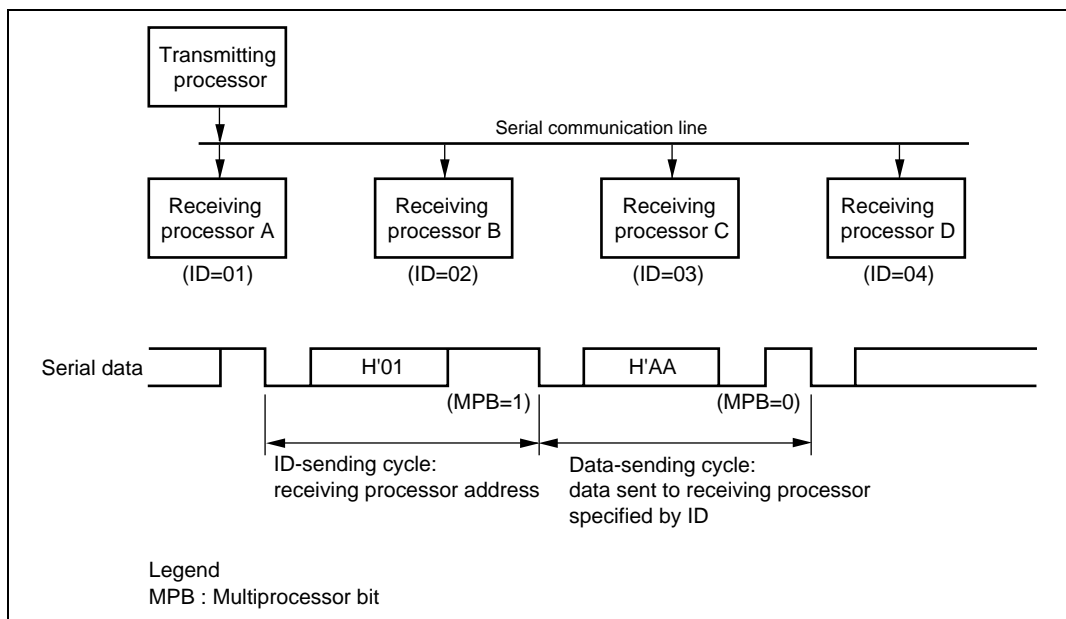 Transmitting
processor
Serial communication line
Receiving
processor A
Receiving
processor B
Receiving
processor C
Receiving
processor D
(ID=01)
(ID=02)
(ID=03)
(ID=04)
Serial data
H'01
H'AA
(MPB=1)
(MPB=0)
ID-sending cycle:
receiving processor address
Data-sending cycle:
data sent to receiving processor
specified by ID
Legend
MPB : Multiprocessor bit